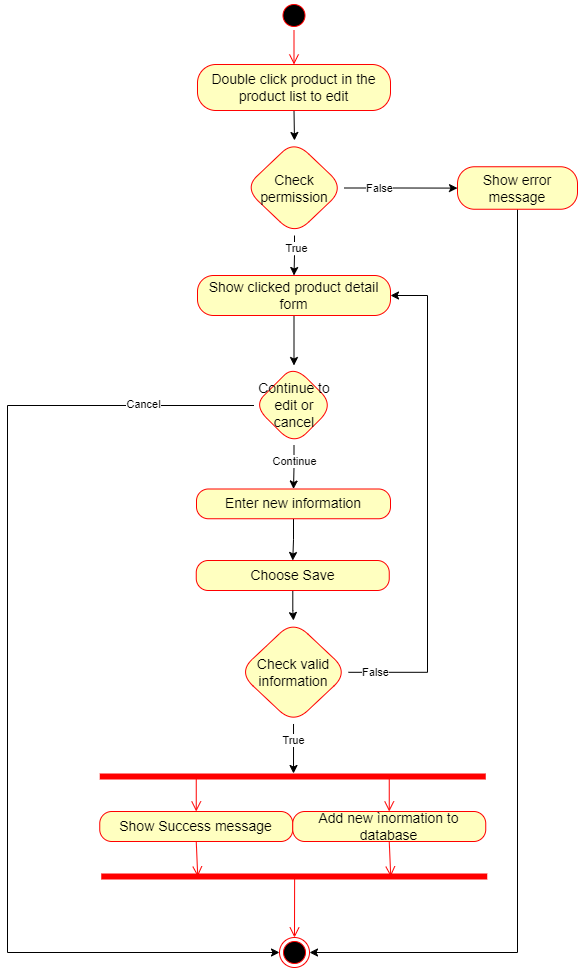 Double click product in the
product list to edit
Check
permission
False
Show error
message
True
Show clicked product detail
form
Continue to
edit or
cancel
Cancel
Continue
Enter new information
Choose Save
Check valid
information
False
True
Show Success message
Add new inormation to
database